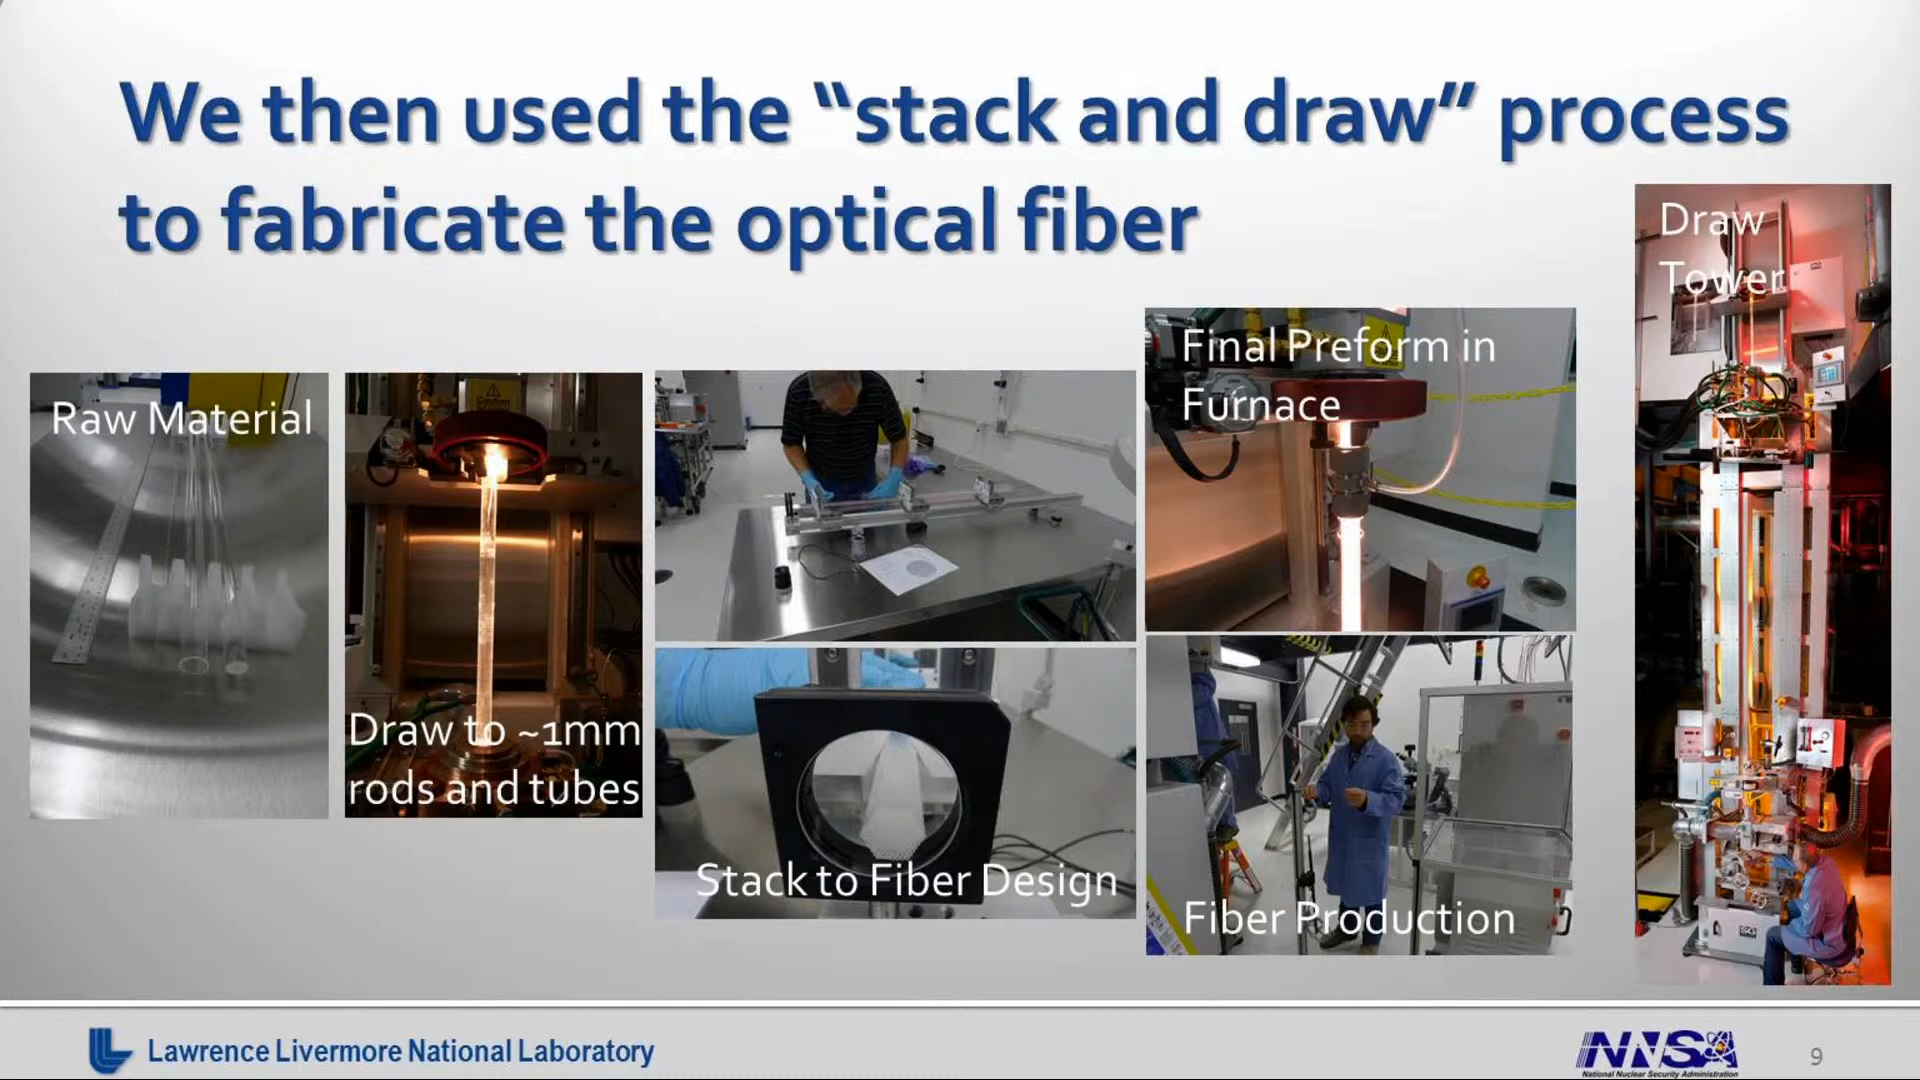 We then used the “stack and draw” process
to fabricate the optical fiber
Raw Material
Draw to ~1mm
rods and tubes
Stack to Fiber Design
Final Preform in
Furnace
Fiber Production
Draw
Tower
Lawrence Livermore National Laboratory
NNSA
National Nuclear Security Administration
9